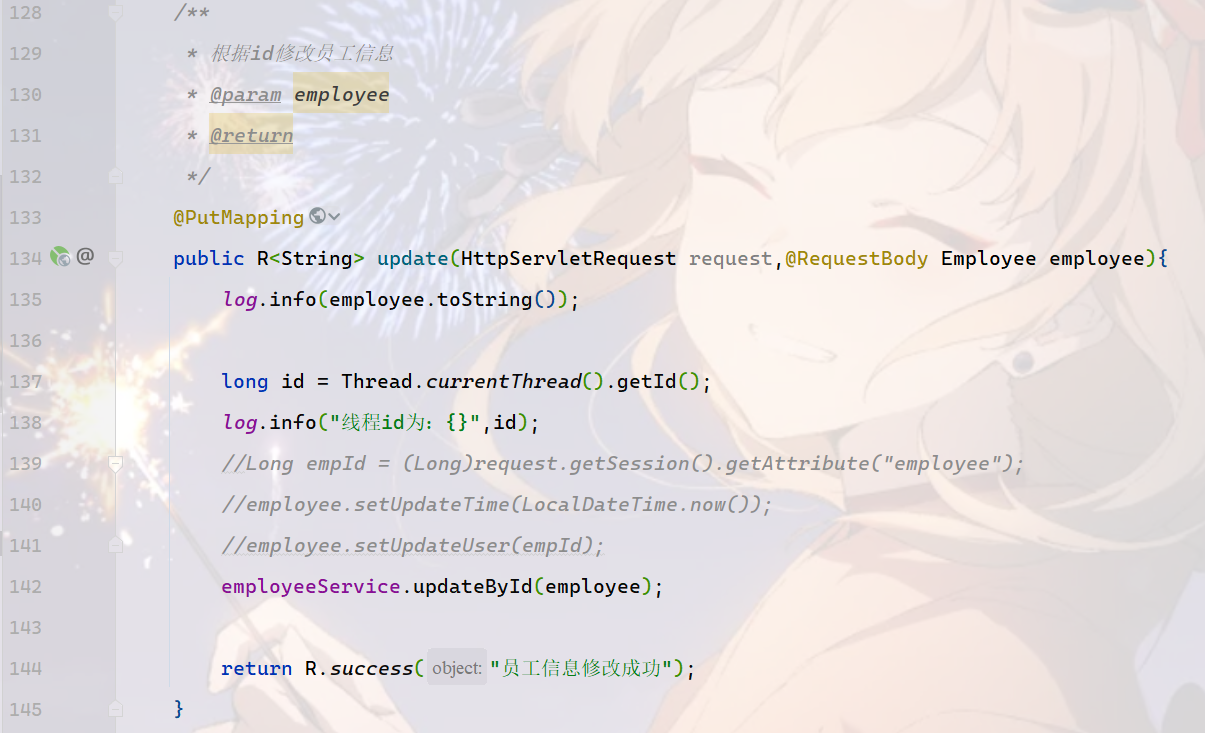 128 /**
129 * 根据id修改员工信息
130 * @param employee
131 * @return
132 */
133 @PutMapping
134 @ public R<String> update(HttpServletRequest request,@RequestBody Employee employee){
135 log.info(employee.toString());
136
137 long id = Thread.currentThread().getId();
138 log.info("线程id为：{}",id);
139 //Long empId = (Long)request.getSession().getAttribute("employee");
140 //employee.setUpdateTime(LocalDateTime.now());
141 //employee.setUpdateUser(empId);
142 employeeService.updateById(employee);
143
144 return R.success( object: "员工信息修改成功");
145 }